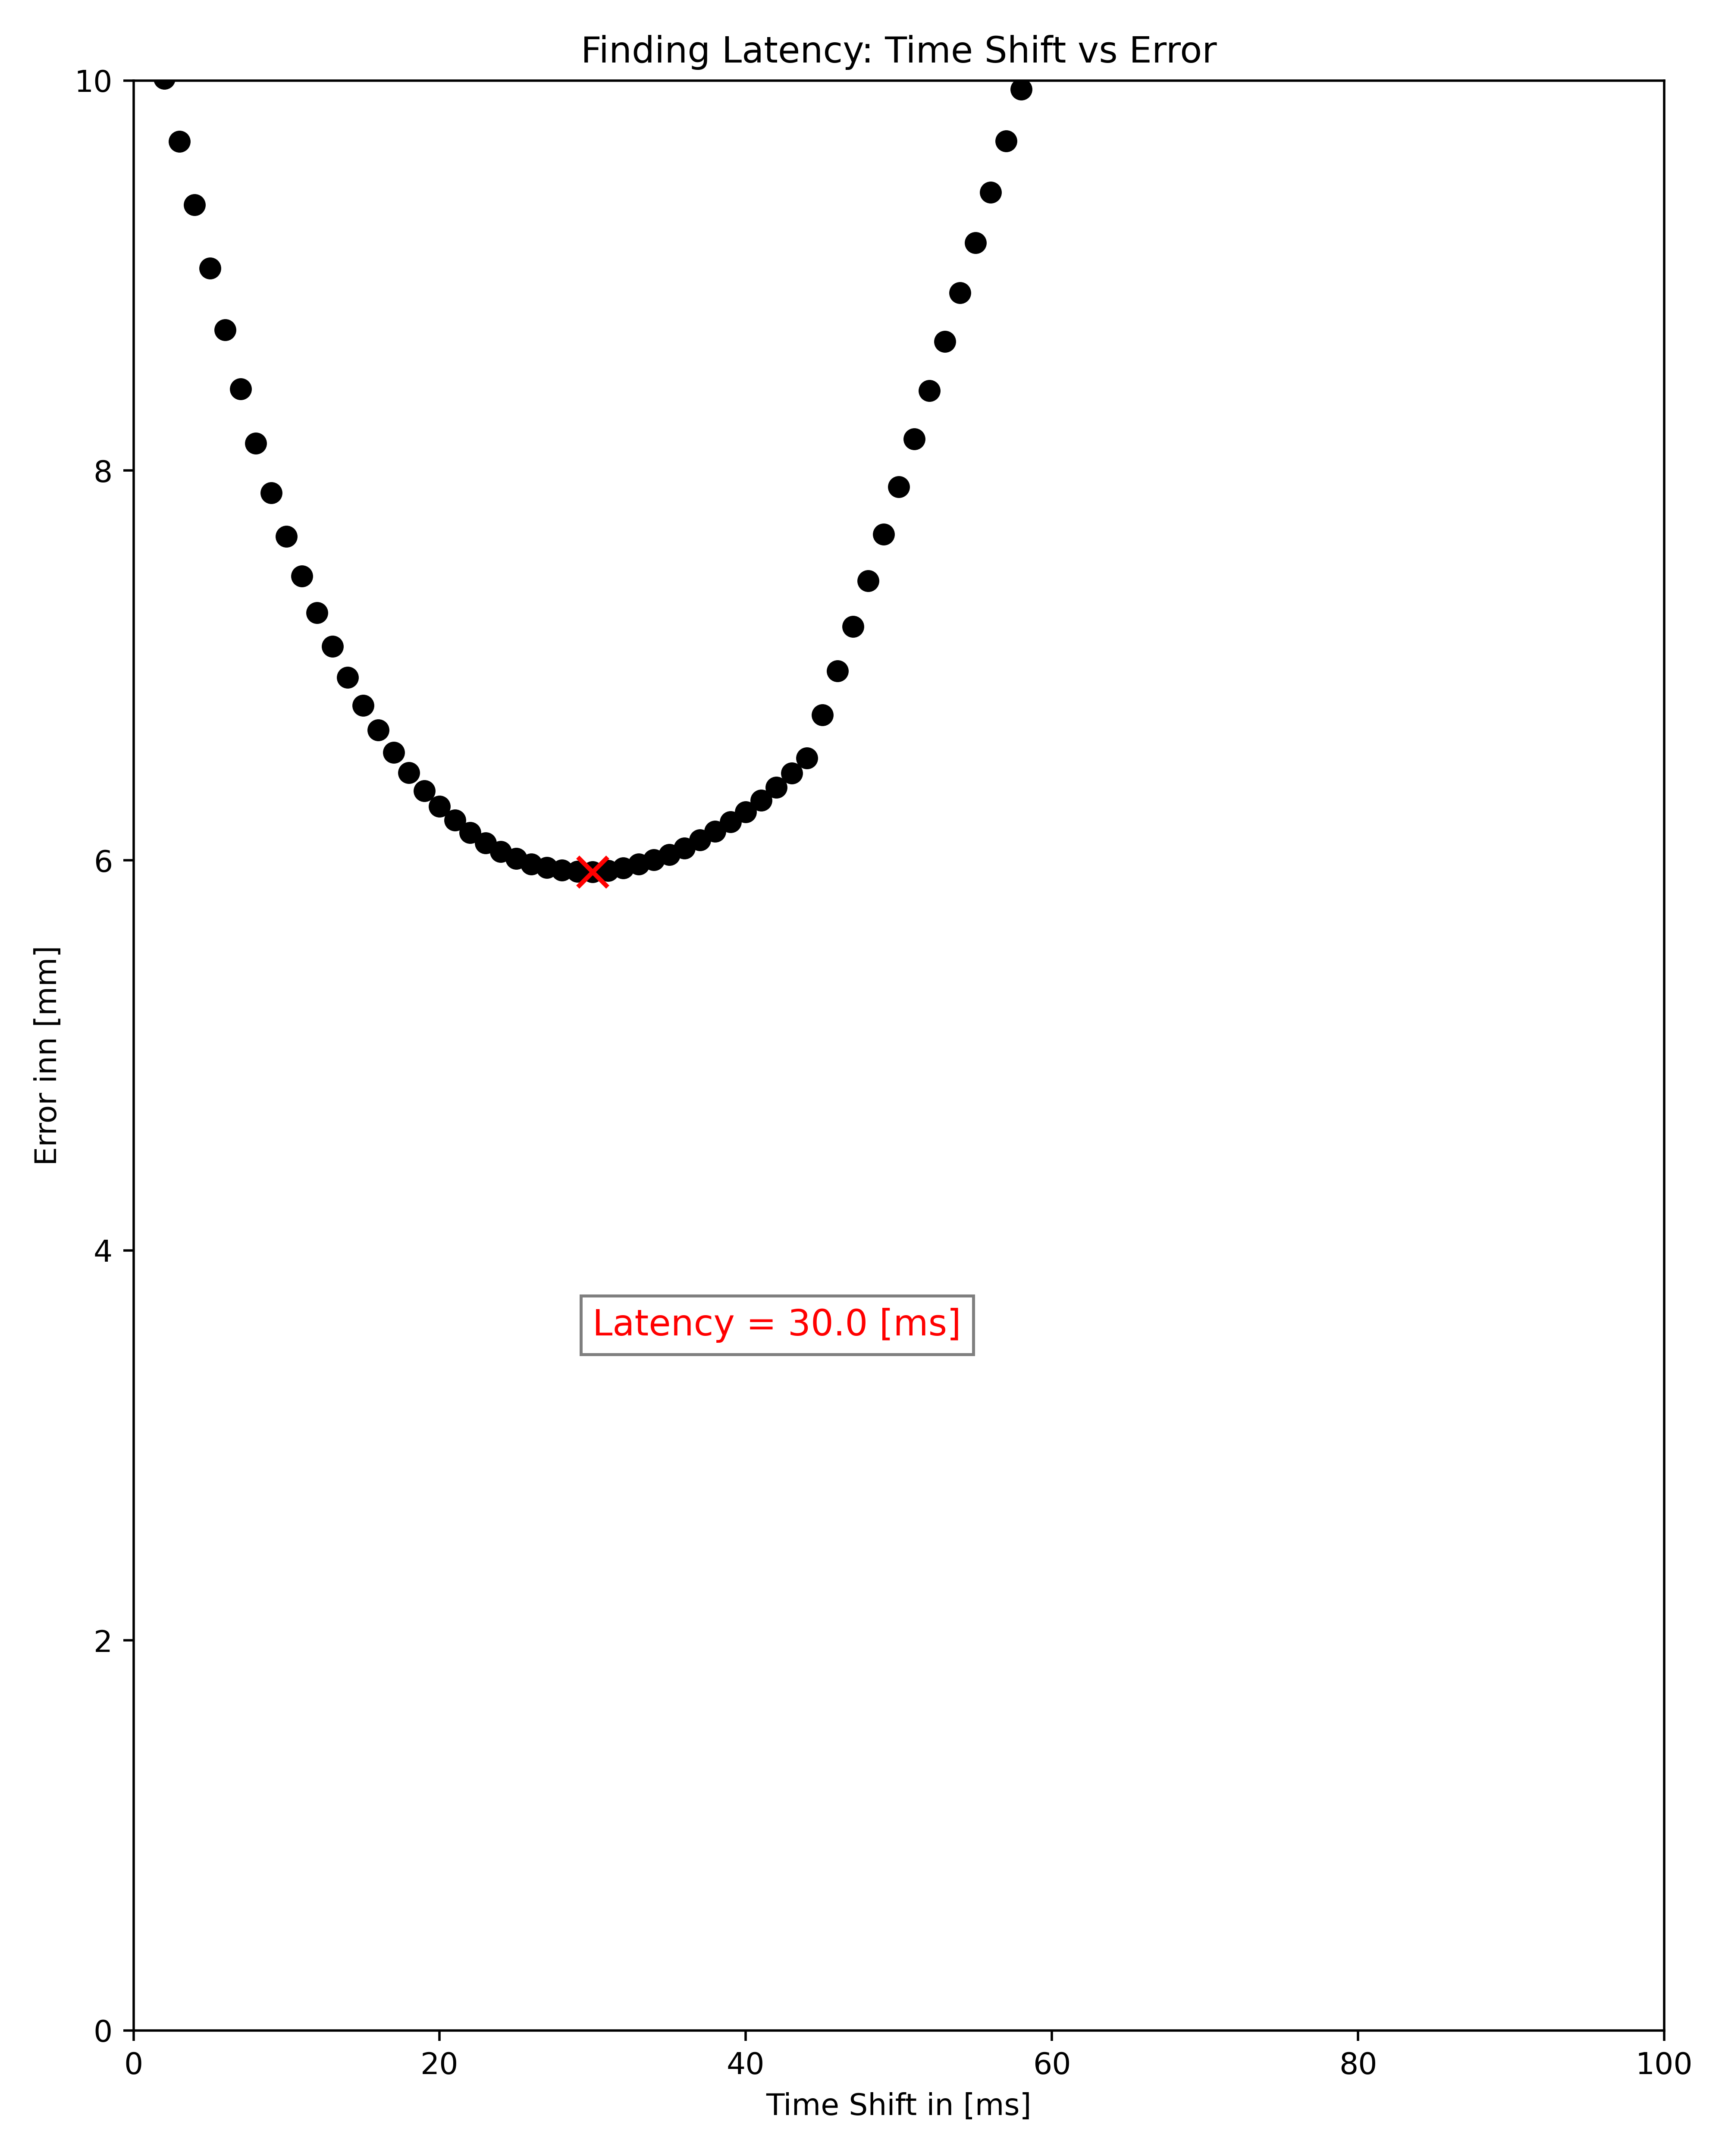 Finding Latency: Time Shift vs Error
10
8
6
4
2
0
Error inn [mm]
Latency = 30.0 [ms]
0 20 40 60 80 100
Time Shift in [ms]